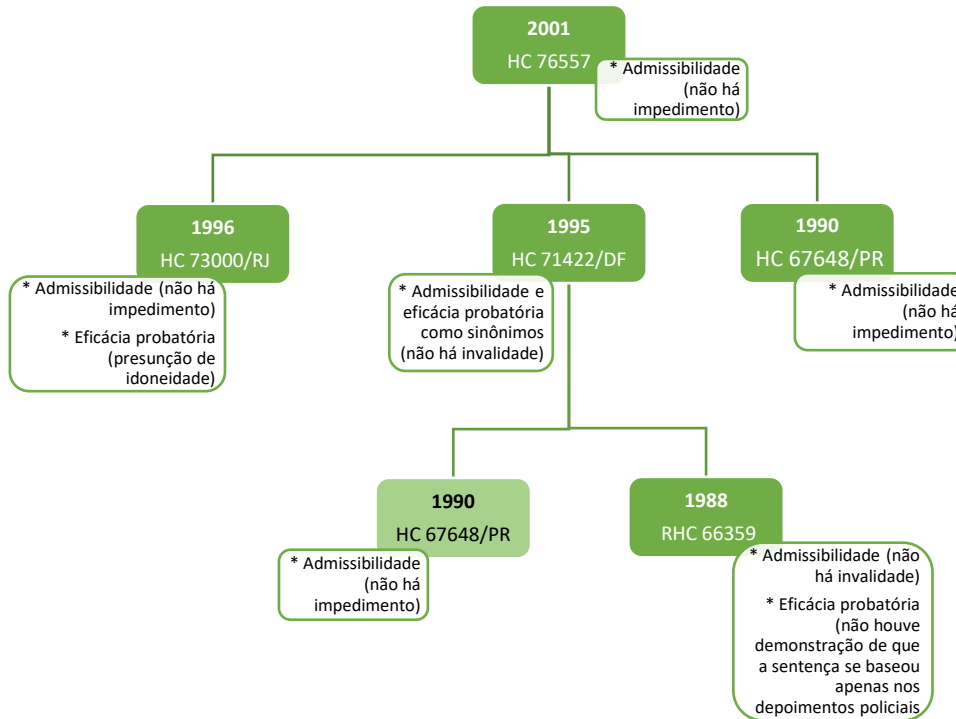 2001
HC 76557
* Admissibilidade
(não há
impedimento)
1996
HC 73000/RJ
* Admissibilidade (não há
impedimento)
* Eficácia probatória
(presunção de
idoneidade)
1995
HC 71422/DF
* Admissibilidade e
eficácia probatória
como sinônimos
(não há invalidade)
1990
HC 67648/PR
* Admissibilidade
(não há
impedimento)
1990
HC 67648/PR
* Admissibilidade
(não há
impedimento)
1988
RHC 66359
* Admissibilidade (não
há invalidade)
* Eficácia probatória
(não houve
demonstração de que
a sentença se baseou
apenas nos
depoimentos policiais